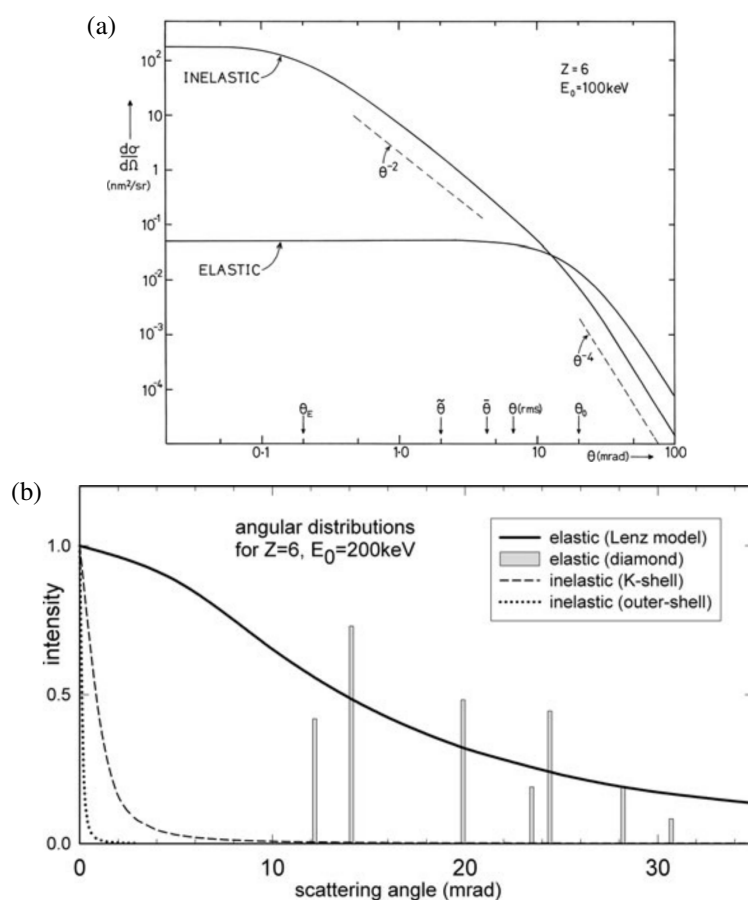 (a)
10²
INELASTIC
Z=6
E₀=100keV
10
dσ
dΩ
(nm²/sr)
1
θ⁻²
10⁻¹
ELASTIC
10⁻²
10⁻³
θ⁻⁴
10⁻⁴
θ_E
θ̃
θ̄
θ(rms)
θ₀
0·1
1·0
10
θ(mrad)
100
(b)
angular distributions
for Z=6, E₀=200keV
elastic (Lenz model)
elastic (diamond)
inelastic (K-shell)
inelastic (outer-shell)
1.0
intensity
0.5
0.0
0
10
20
30
scattering angle (mrad)